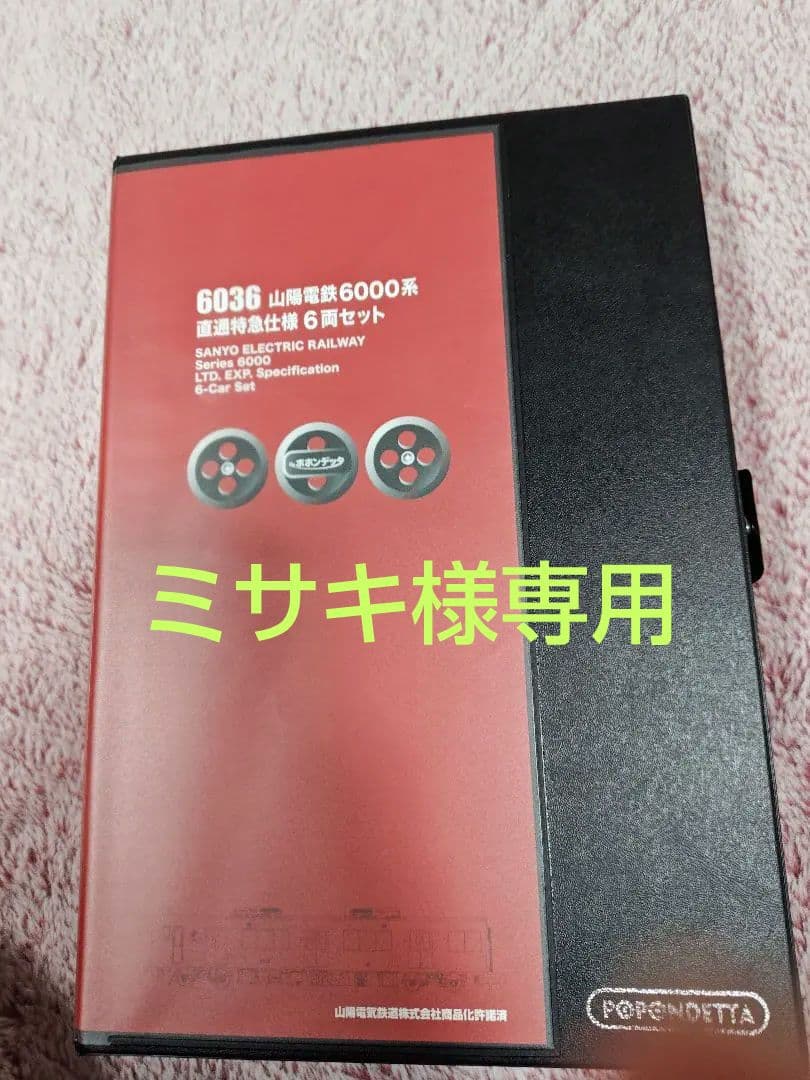 6036 山陽電鉄6000系
直通特急仕様 6両セット
SANYO ELECTRIC RAILWAY
Series 6000
LTD. EXP. Specification
6-Car Set
ポポンデッタ
ミサキ様専用
山陽電気鉄道株式会社商品化許諾済
POPONDETTA